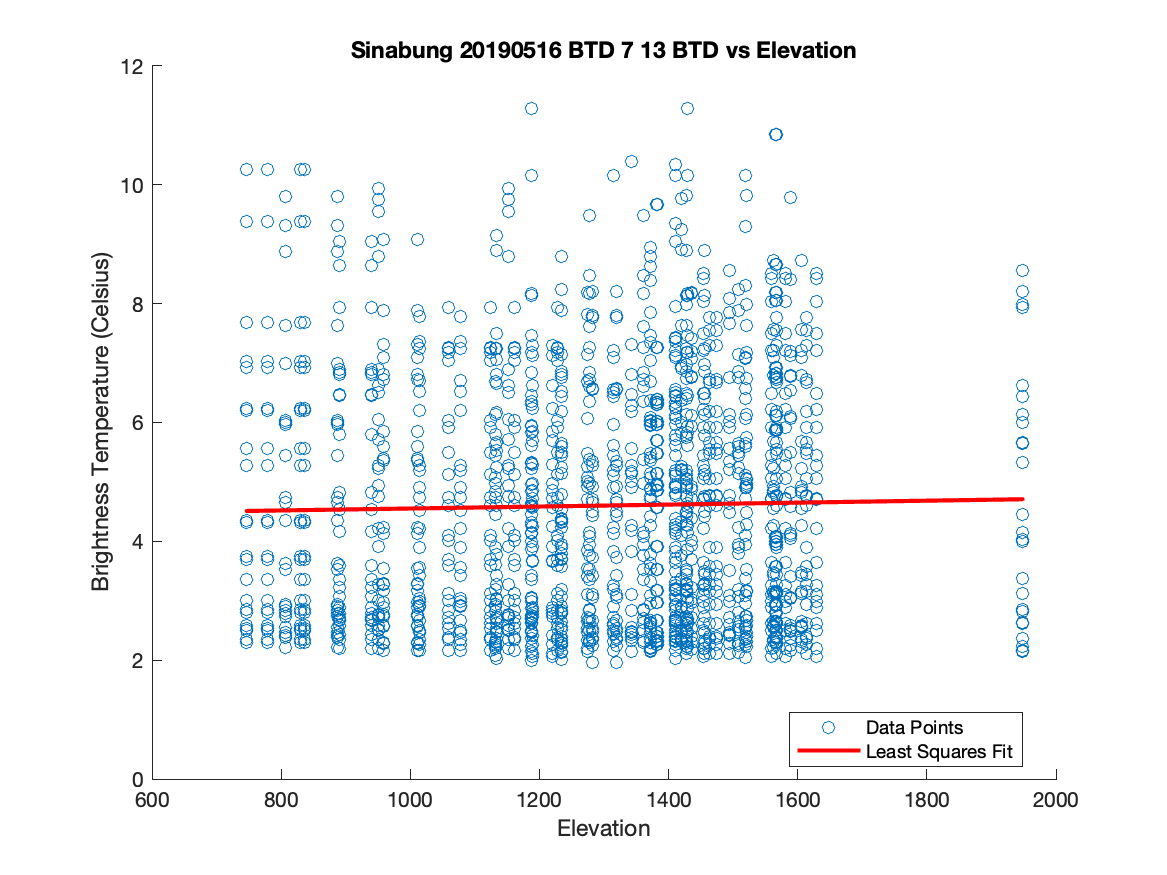 Sinabung 20190516 BTD 7 13 BTD vs Elevation
12
10
8
6
4
2
0
Brightness Temperature (Celsius)
600 800 1000 1200 1400 1600 1800 2000
Elevation
Data Points
Least Squares Fit